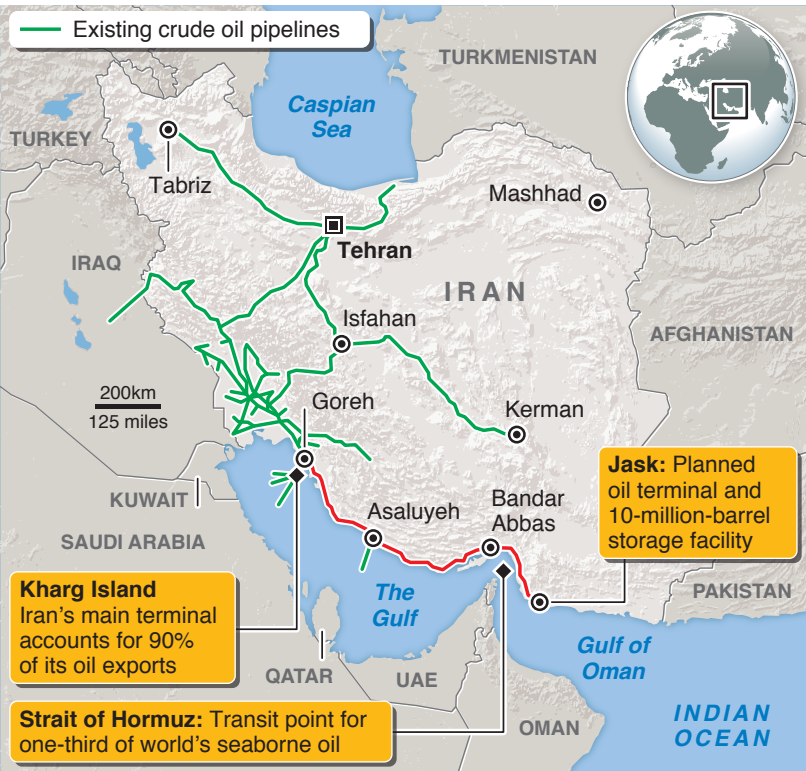 Existing crude oil pipelines
TURKMENISTAN
Caspian
Sea
TURKEY
Tabriz
Mashhad
Tehran
IRAQ
IRAN
Isfahan
AFGHANISTAN
200km
125 miles
Goreh
Kerman
Jask: Planned
oil terminal and
10-million-barrel
storage facility
KUWAIT
Asaluyeh
Bandar
Abbas
SAUDI ARABIA
Kharg Island
Iran's main terminal
accounts for 90%
of its oil exports
The
Gulf
PAKISTAN
Gulf of
Oman
QATAR
UAE
Strait of Hormuz: Transit point for
one-third of world's seaborne oil
OMAN
INDIAN
OCEAN